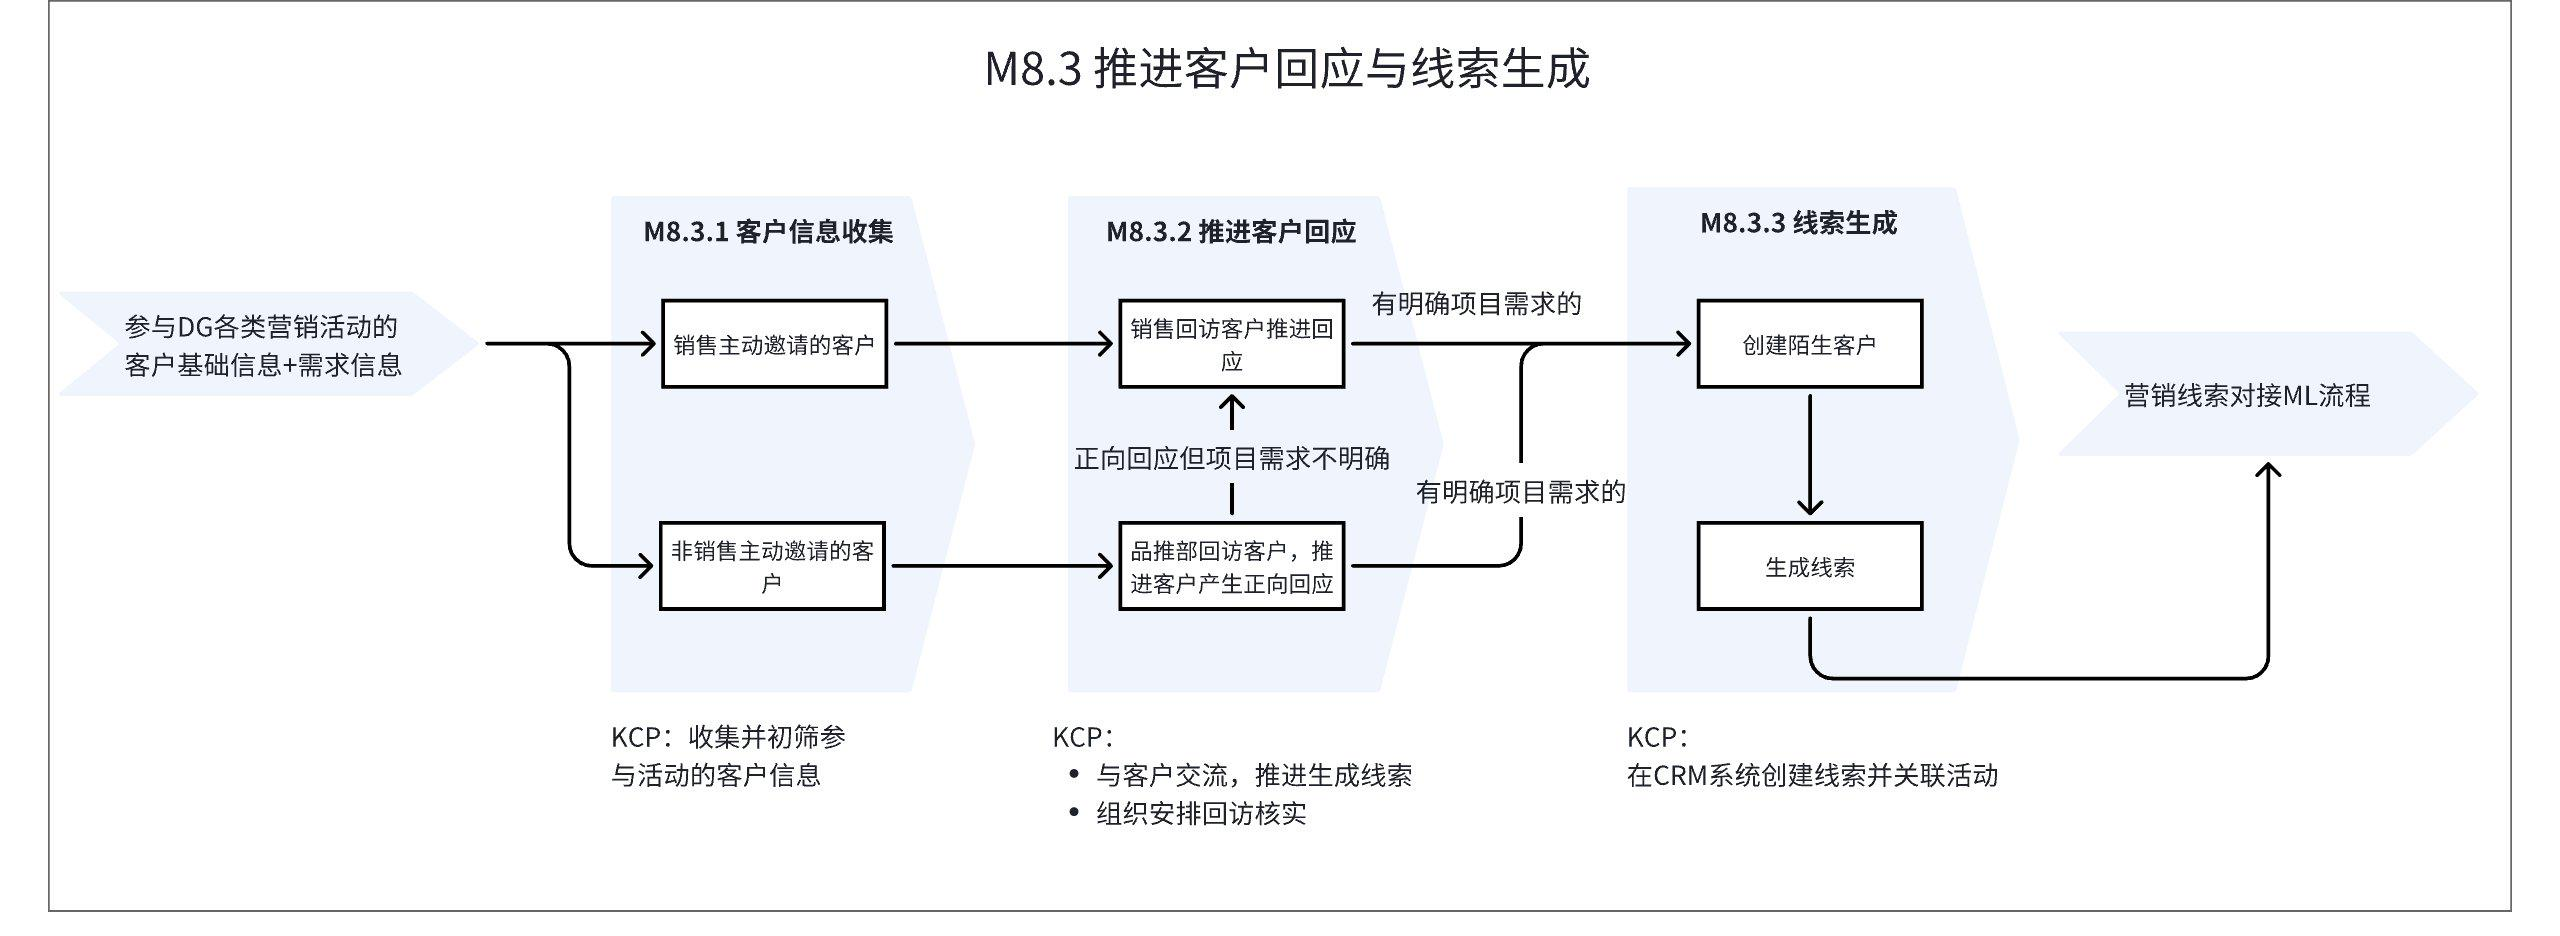 M8.3 推进客户回应与线索生成
参与DG各类营销活动的
客户基础信息+需求信息
M8.3.1 客户信息收集
销售主动邀请的客户
非销售主动邀请的客
户
KCP：收集并初筛参
与活动的客户信息
M8.3.2 推进客户回应
销售回访客户推进回
应
正向回应但项目需求不明确
品推部回访客户，推
进客户产生正向回应
KCP：
• 与客户交流，推进生成线索
• 组织安排回访核实
有明确项目需求的
有明确项目需求的
M8.3.3 线索生成
创建陌生客户
生成线索
KCP：
在CRM系统创建线索并关联活动
营销线索对接ML流程